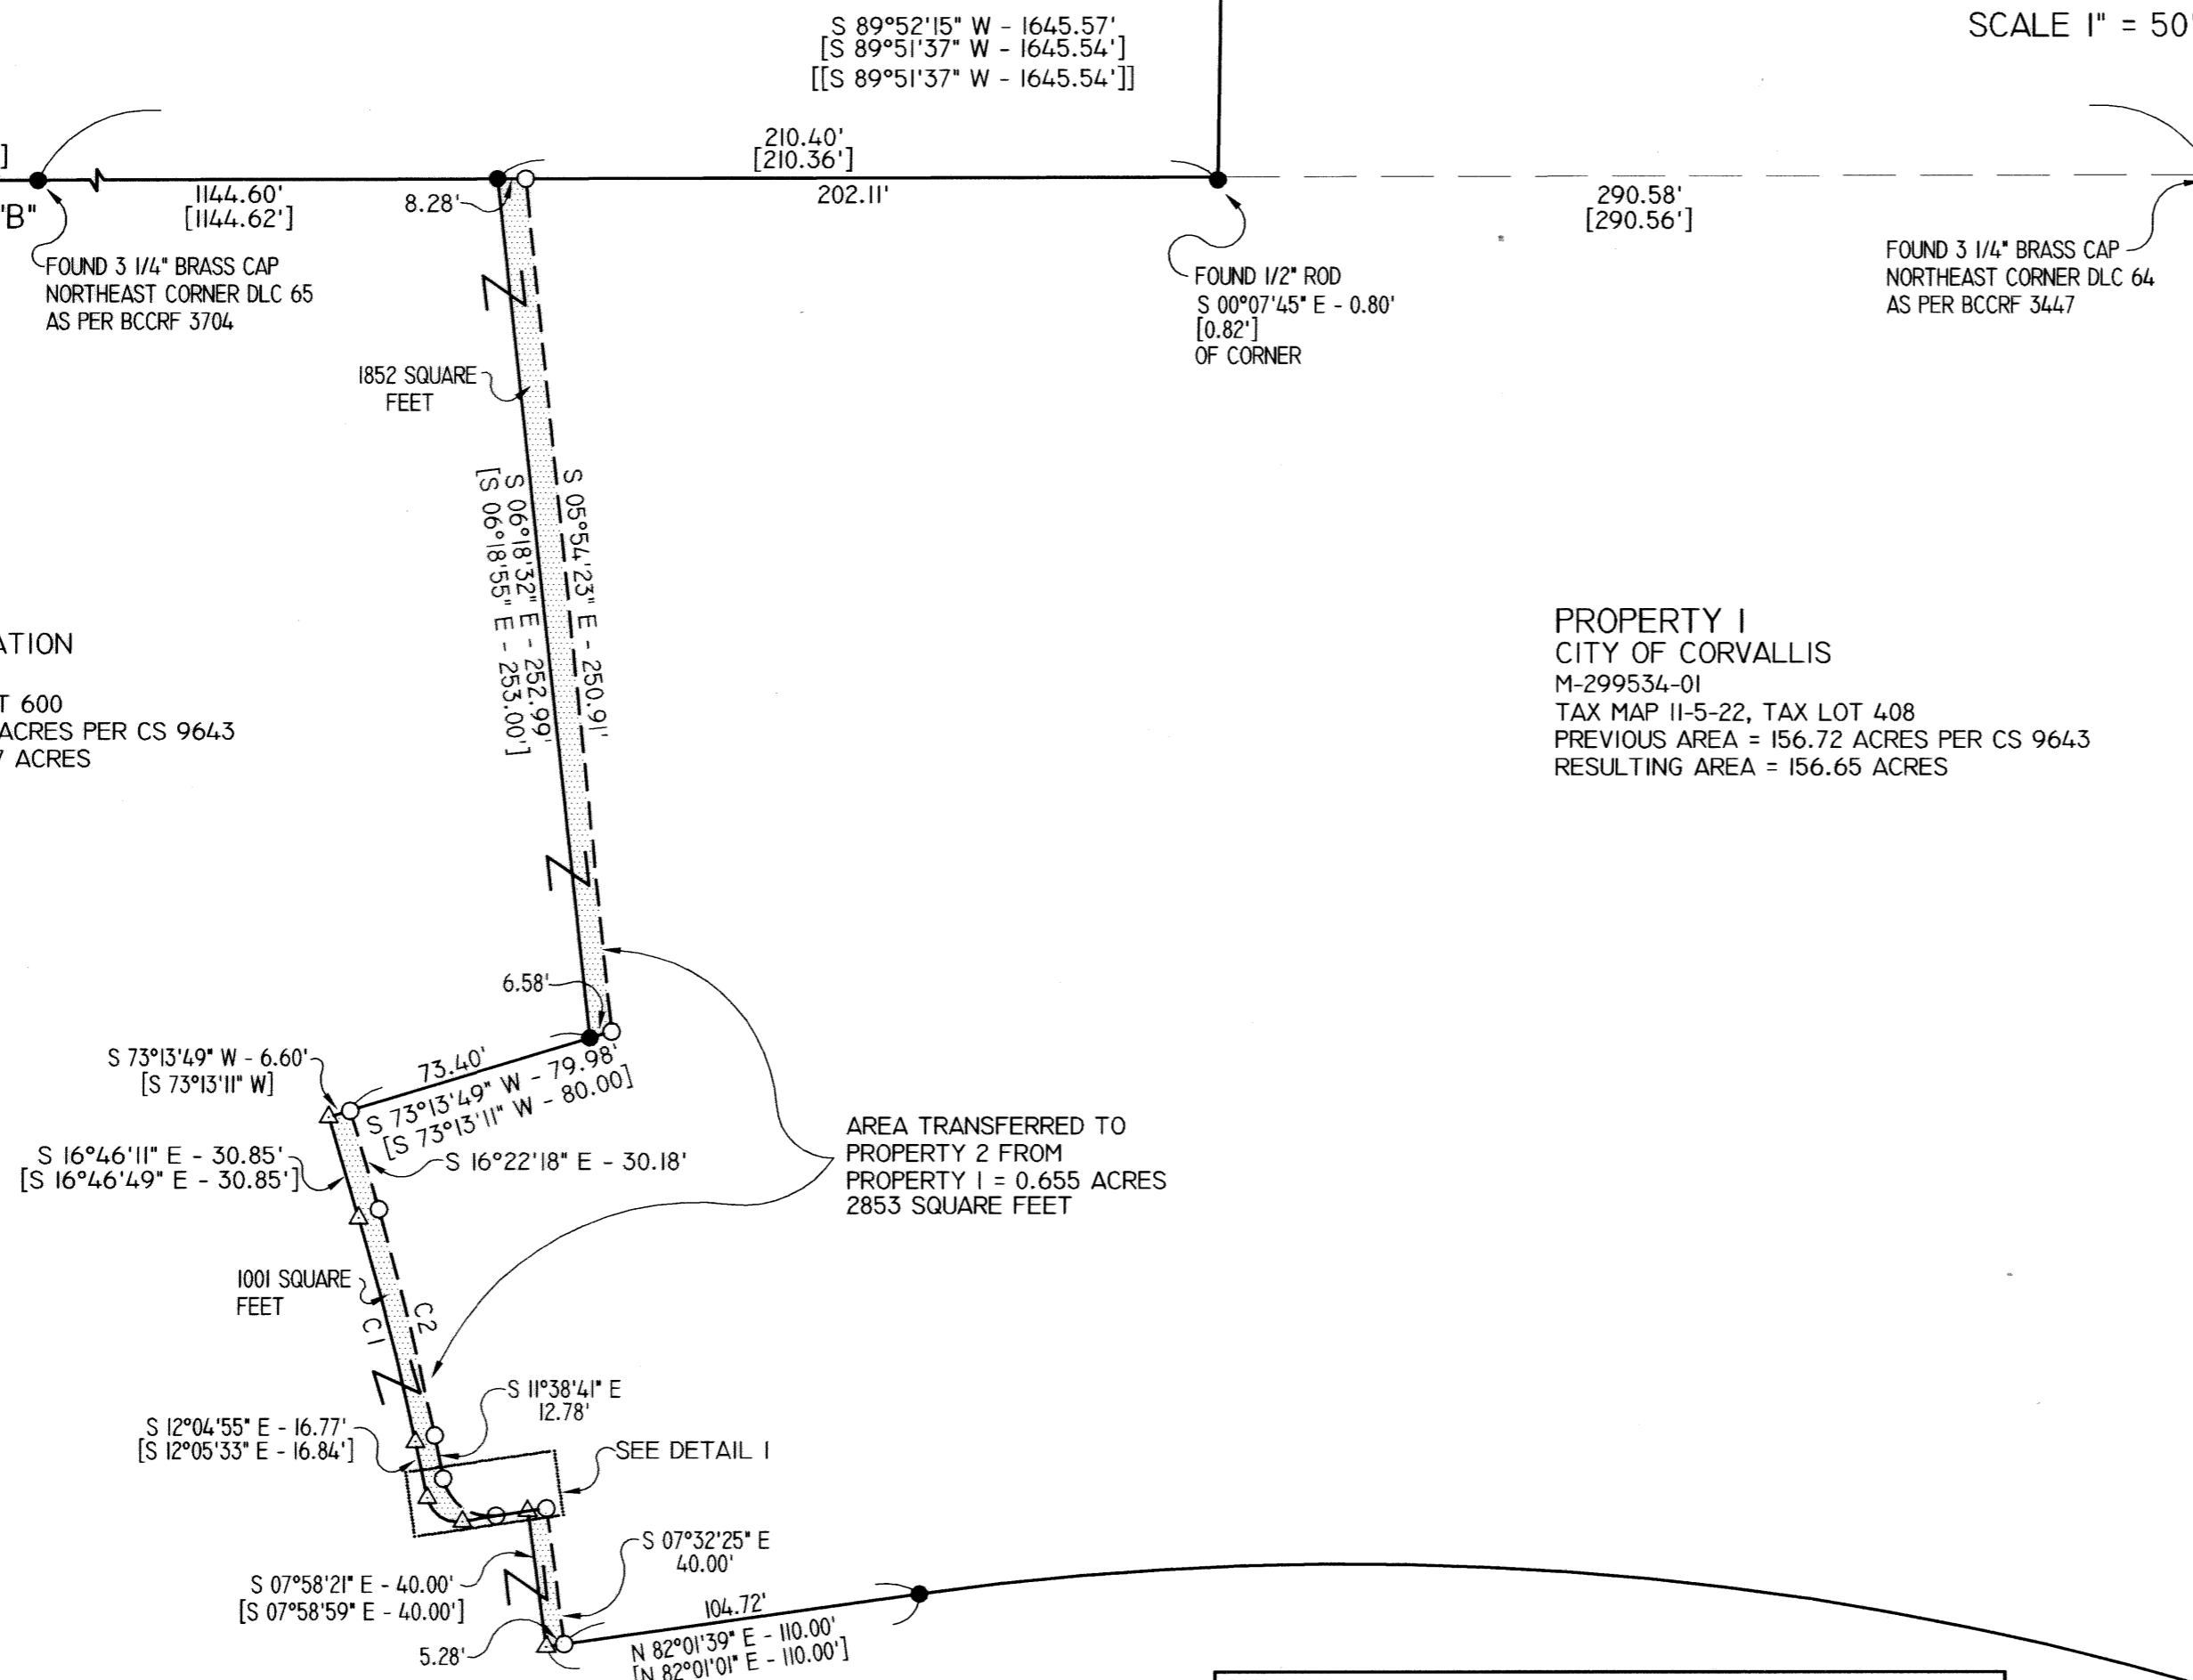 S 89°52'15" W - 1645.57'
[S 89°51'37" W - 1645.54']
[[S 89°51'37" W - 1645.54']]
SCALE 1" = 50'
210.40'
[210.36']
]
1144.60'
[1144.62']
8.28'
202.11'
290.58'
[290.56']
'B"
FOUND 3 1/4" BRASS CAP
NORTHEAST CORNER DLC 65
AS PER BCCRF 3704
FOUND 1/2" ROD
S 00°07'45" E - 0.80'
[0.82']
OF CORNER
FOUND 3 1/4" BRASS CAP
NORTHEAST CORNER DLC 64
AS PER BCCRF 3447
1852 SQUARE
FEET
S 05°54'23" E - 250.91'
S 06°18'32" E - 252.99'
[S 06°18'55" E - 253.00']
ATION
T 600
ACRES PER CS 9643
7 ACRES
PROPERTY 1
CITY OF CORVALLIS
M-299534-01
TAX MAP 11-5-22, TAX LOT 408
PREVIOUS AREA = 156.72 ACRES PER CS 9643
RESULTING AREA = 156.65 ACRES
6.58'
S 73°13'49" W - 6.60'
[S 73°13'11" W]
73.40'
S 73°13'49" W - 79.98'
[S 73°13'11" W - 80.00]
S 16°46'11" E - 30.85'
[S 16°46'49" E - 30.85']
S 16°22'18" E - 30.18'
AREA TRANSFERRED TO
PROPERTY 2 FROM
PROPERTY 1 = 0.655 ACRES
2853 SQUARE FEET
1001 SQUARE
FEET
C2
C1
S 11°38'41" E
12.78'
S 12°04'55" E - 16.77'
[S 12°05'33" E - 16.84']
SEE DETAIL 1
S 07°32'25" E
40.00'
S 07°58'21" E - 40.00'
[S 07°58'59" E - 40.00']
5.28'
104.72'
N 82°01'39" E - 110.00'
[N 82°01'01" E - 110.00']